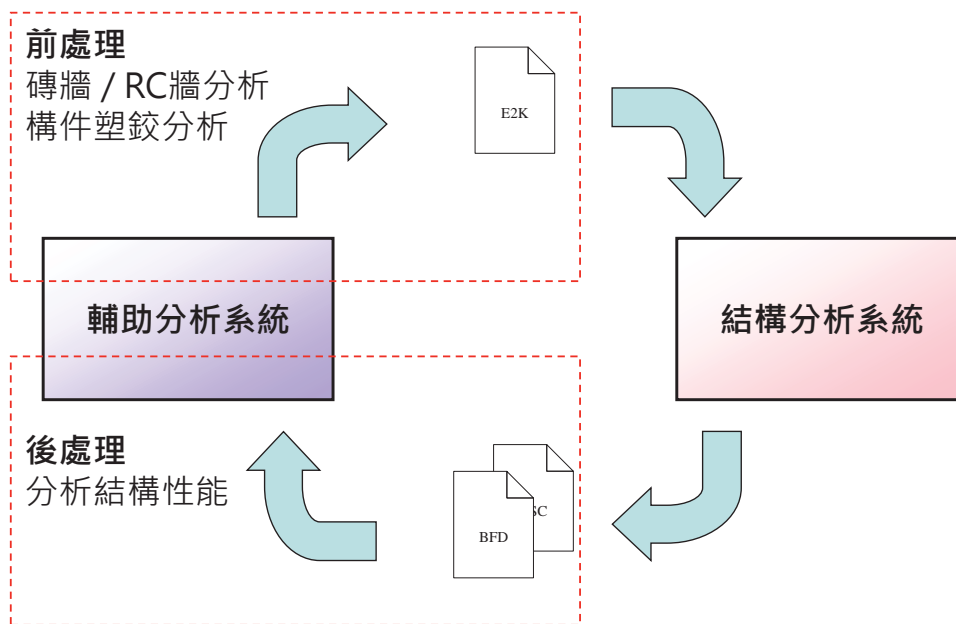 前處理
磚牆 / RC牆分析
構件塑鉸分析
E2K
輔助分析系統
結構分析系統
後處理
分析結構性能
SC
BFD